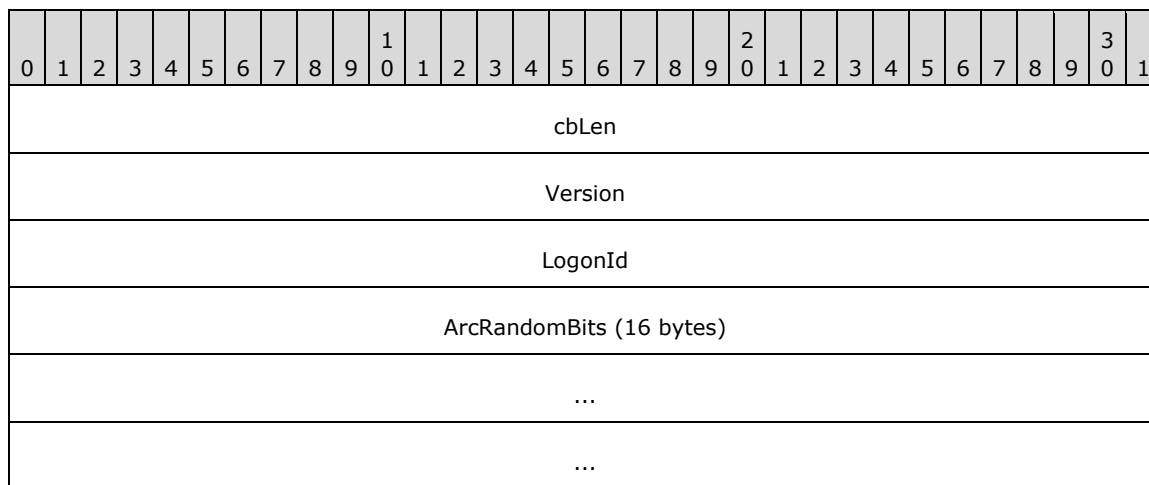 1 2 3
0 1 2 3 4 5 6 7 8 9 0 1 2 3 4 5 6 7 8 9 0 1 2 3 4 5 6 7 8 9 0 1
cbLen
Version
LogonId
ArcRandomBits (16 bytes)
...
...